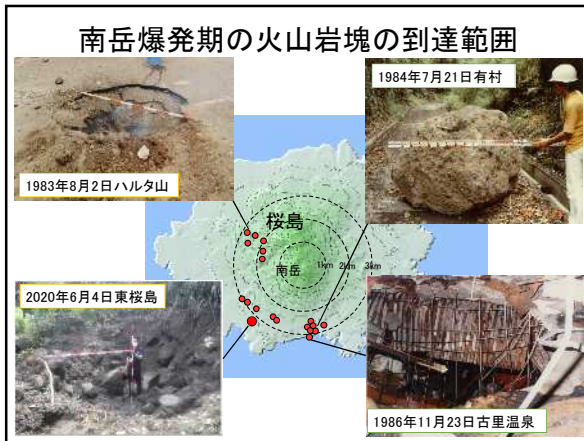 南岳爆発期の火山岩塊の到達範囲
1984年7月21日有村
1983年8月2日ハルタ山
桜島
南岳
1km
2km
3km
2020年6月4日東桜島
1986年11月23日古里温泉